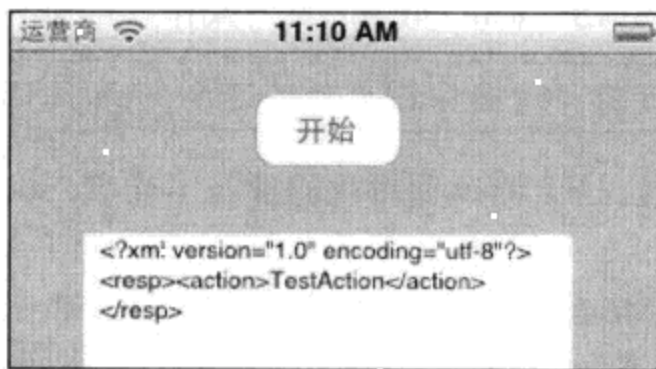 运营商 11:10 AM
开始
<?xml version="1.0" encoding="utf-8"?>
<resp><action>TestAction</action>
</resp>